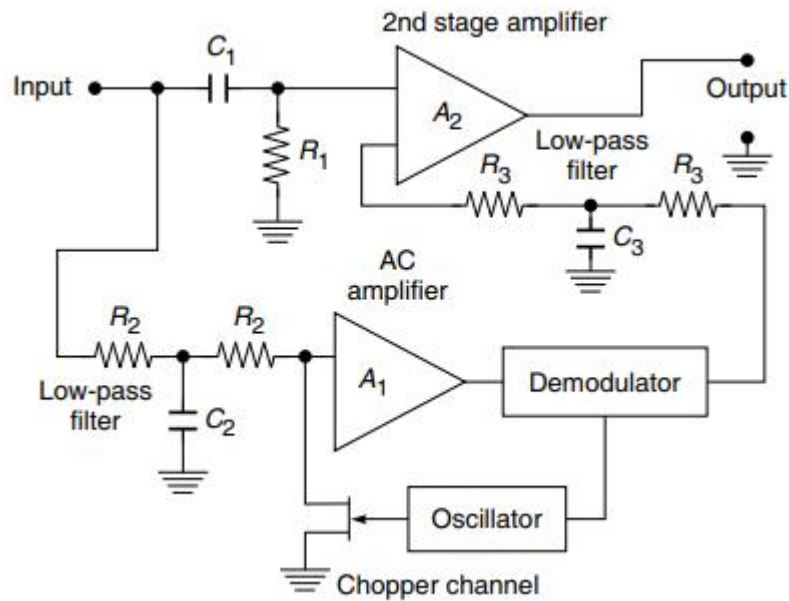 2nd stage amplifier
C1
Input
A2
Output
R1
R3
Low-pass
filter
R3
C3
AC
amplifier
R2
R2
A1
Demodulator
Low-pass
filter
C2
Oscillator
Chopper channel